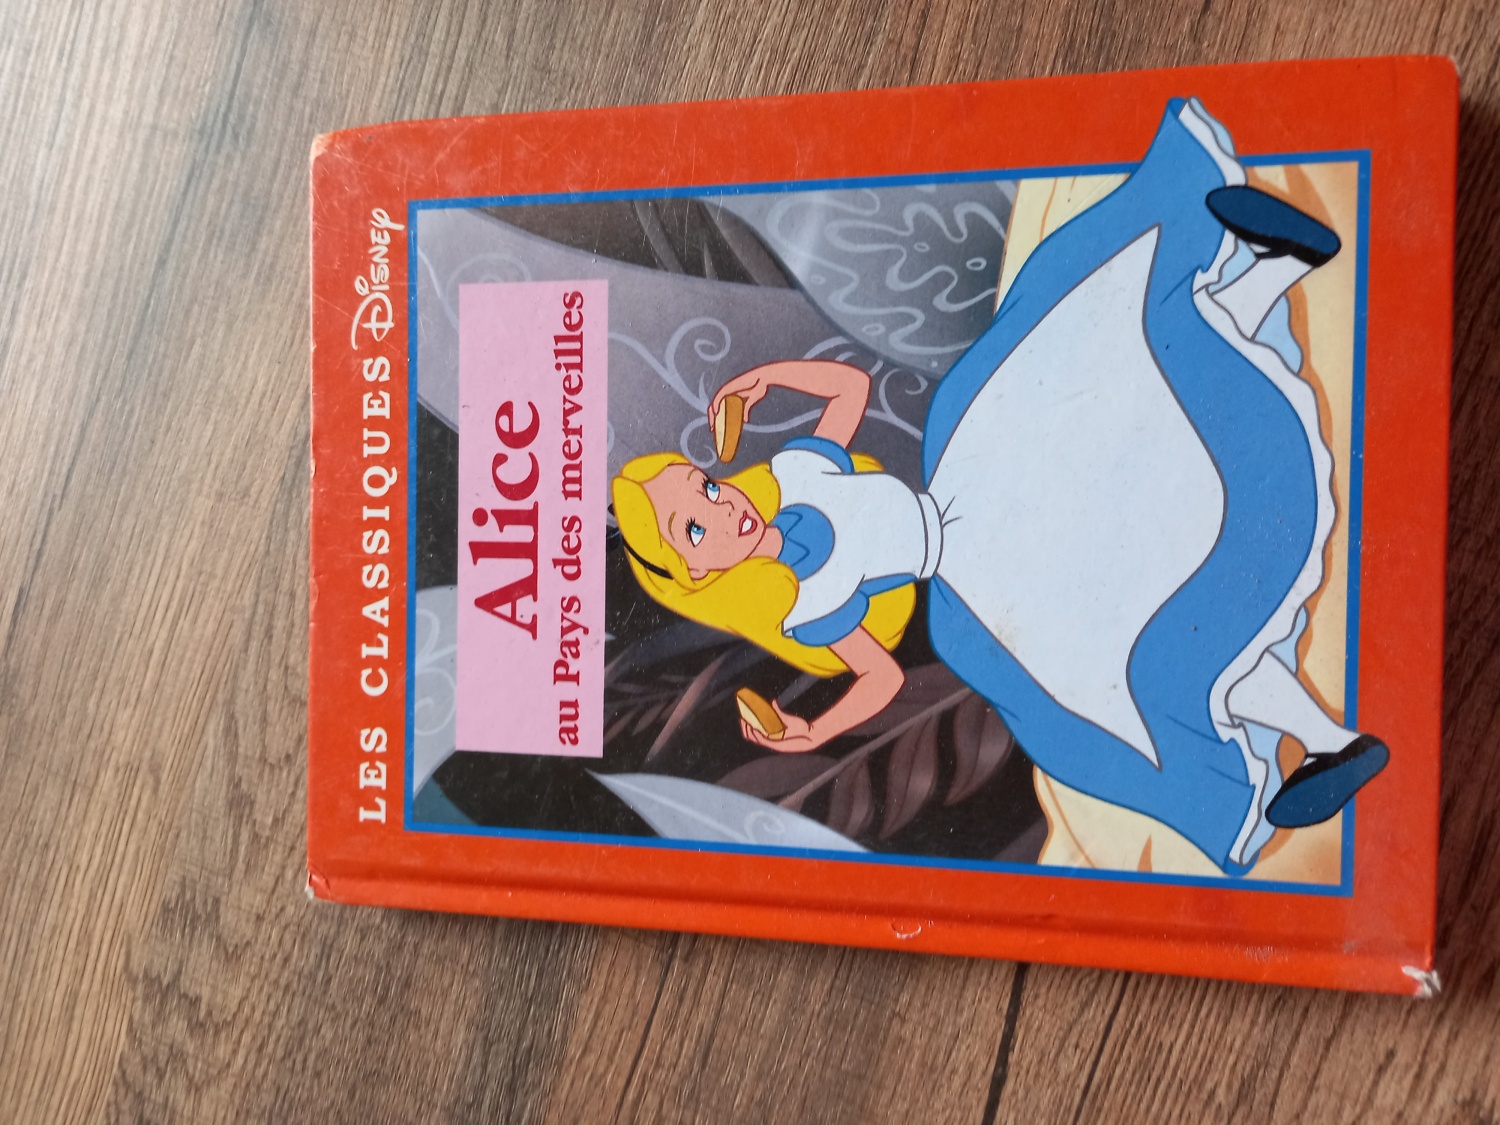 LES CLASSIQUES Disney
Alice
au Pays des merveilles